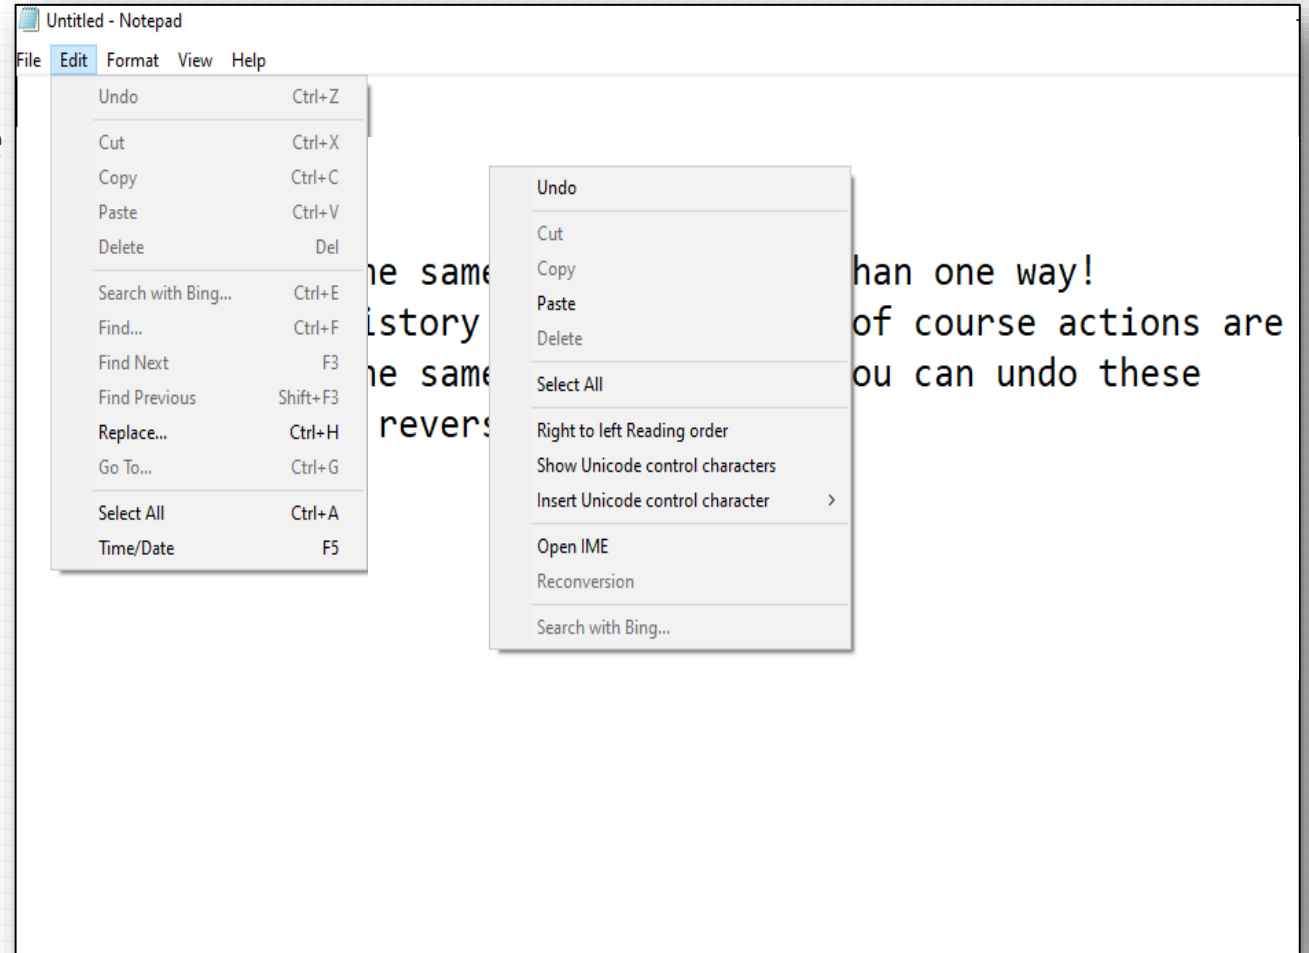 Untitled - Notepad
File Edit Format View Help
Undo Ctrl+Z
Cut Ctrl+X
Copy Ctrl+C
Paste Ctrl+V
Delete Del
Search with Bing... Ctrl+E
Find... Ctrl+F
Find Next F3
Find Previous Shift+F3
Replace... Ctrl+H
Go To... Ctrl+G
Select All Ctrl+A
Time/Date F5
Undo
Cut
Copy
Paste
Delete
Select All
Right to left Reading order
Show Unicode control characters
Insert Unicode control character >
Open IME
Reconversion
Search with Bing...
same one way!
of course actions are
same can undo these